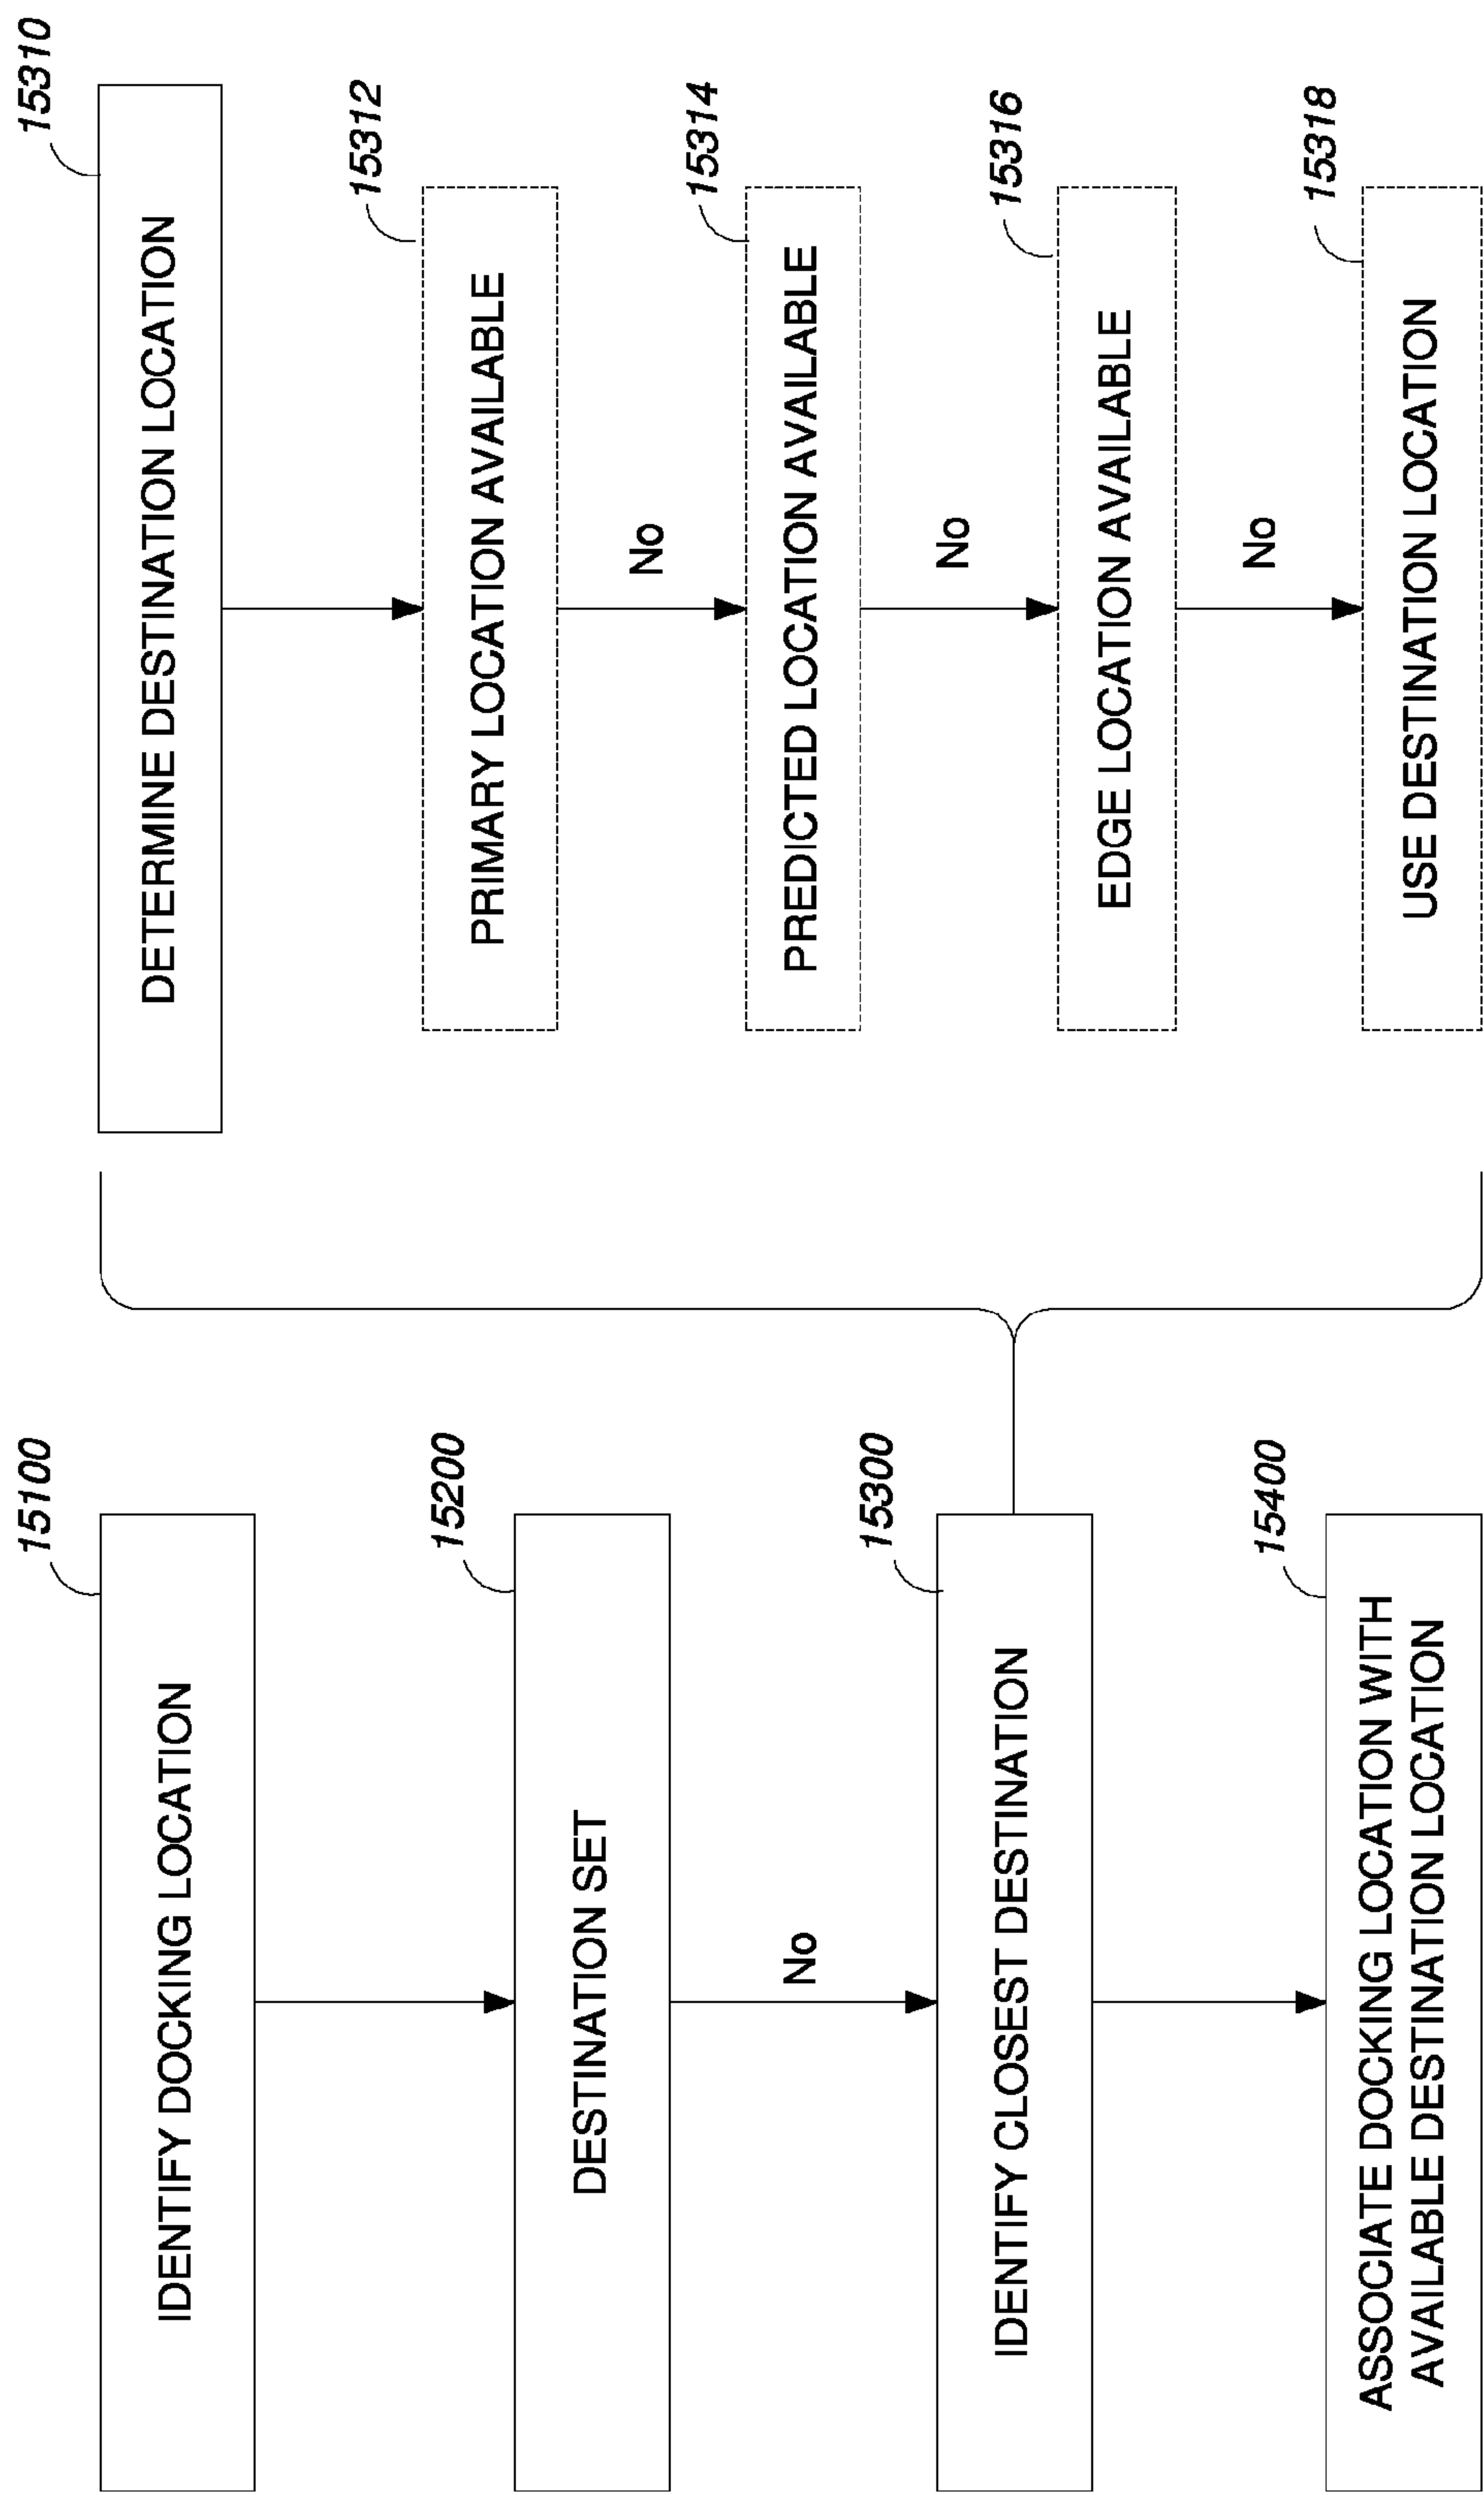 15100
IDENTIFY DOCKING LOCATION
15200
DESTINATION SET
No
15300
IDENTIFY CLOSEST DESTINATION
15400
ASSOCIATE DOCKING LOCATION WITH
AVAILABLE DESTINATION LOCATION
15310
DETERMINE DESTINATION LOCATION
15312
PRIMARY LOCATION AVAILABLE
No
15314
PREDICTED LOCATION AVAILABLE
No
15316
EDGE LOCATION AVAILABLE
No
15318
USE DESTINATION LOCATION